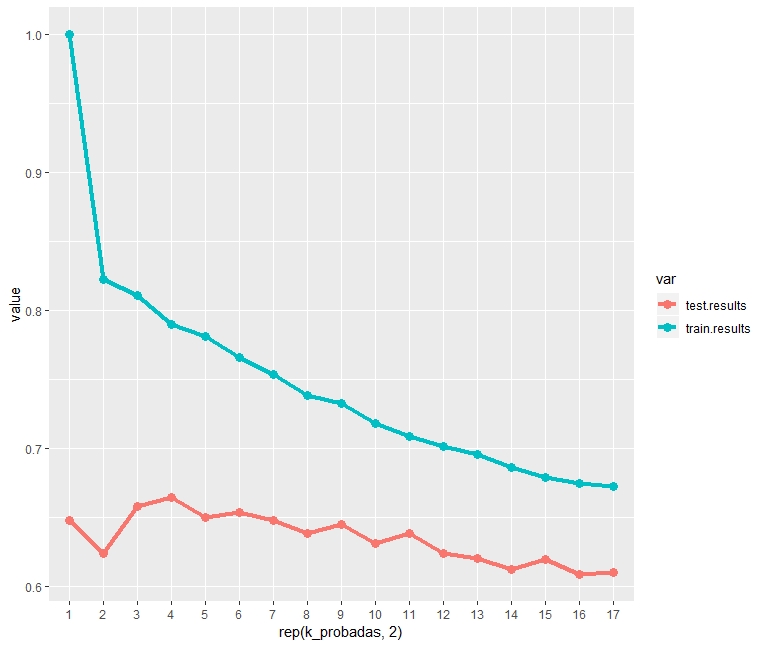 value
1.0
0.9
0.8
0.7
0.6
1 2 3 4 5 6 7 8 9 10 11 12 13 14 15 16 17
rep(k_probadas, 2)
var
test.results
train.results